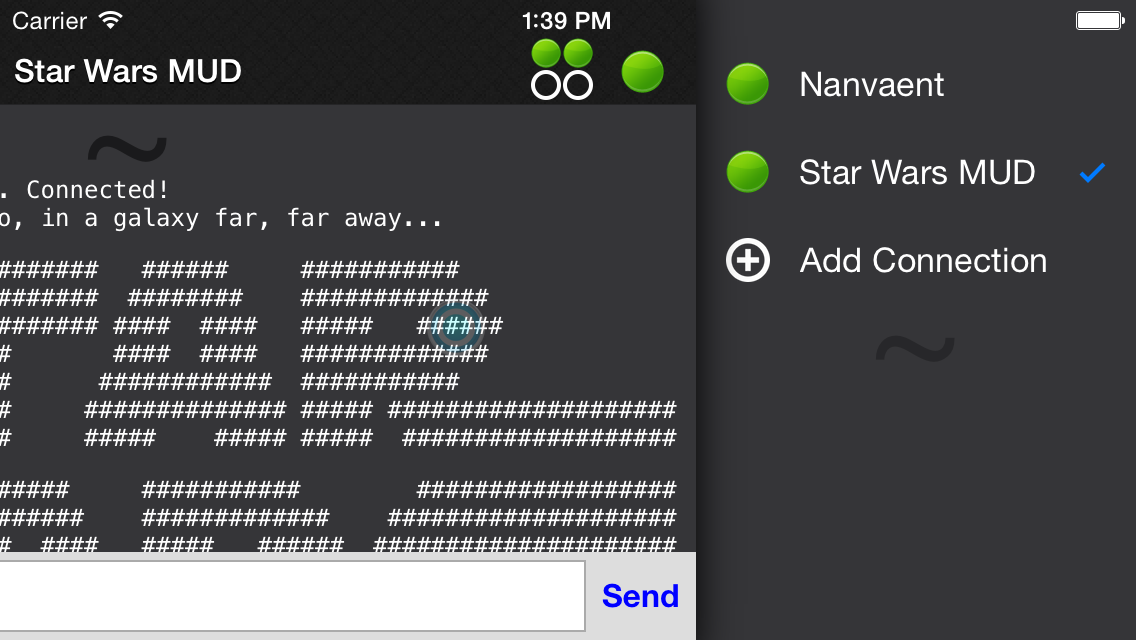 Carrier
1:39 PM
Star Wars MUD
~
. Connected!
o, in a galaxy far, far away...
#######   ######     ###########
#######  ########    #############
####### ####  ####   #####   ######
#       ####  ####   #############
#      ############  ###########
#     ############## ##### ####################
#     #####    ##### #####  ###################
#####     ###########        ##################
######    #############    ####################
#  ####   #####   ######  #####################
Send
Nanvaent
Star Wars MUD
Add Connection
~